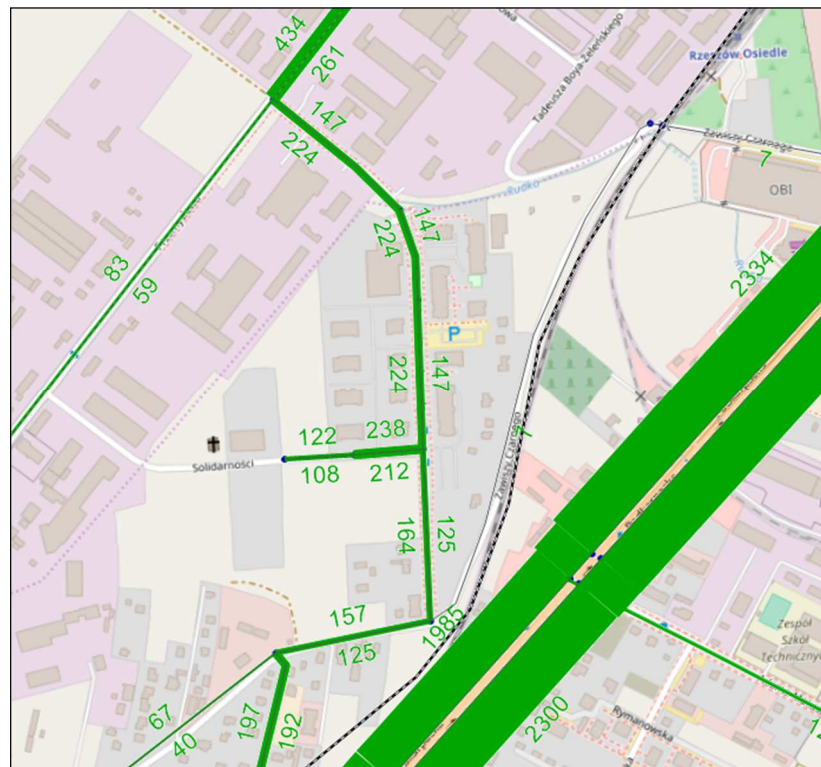 434
261
Tadeusza Boya-Żeleńskiego
Rzeszów Osiedle
147
224
Rudka
Zawiszy Czarnego
7
OBI
147
224
83
59
2334
P
224
147
122
238
Solidarności
108
212
Zawiszy Czarnego
7
164
125
157
125
1985
Zespół
Szkół
Technicznych
67
40
197
192
2300
Rymanowska